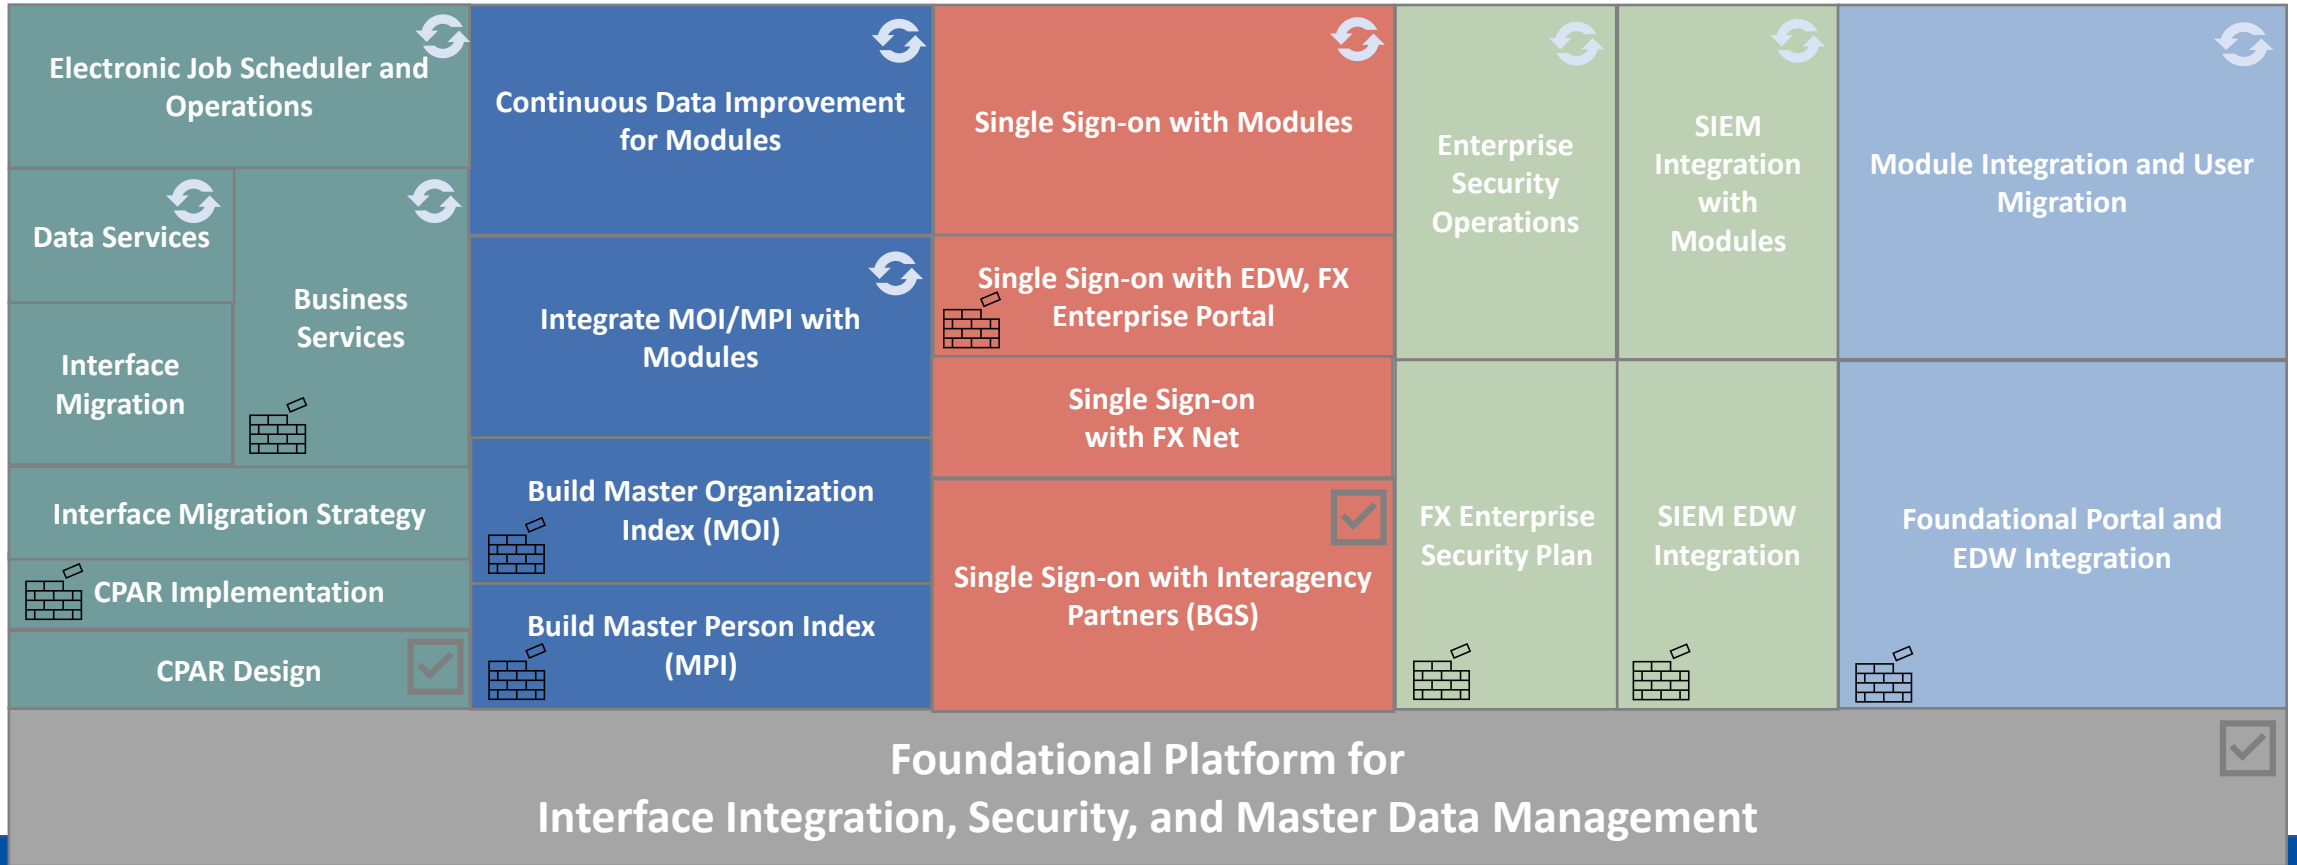 Electronic Job Scheduler and
Operations
Data Services
Business
Services
Interface
Migration
Interface Migration Strategy
CPAR Implementation
CPAR Design
Continuous Data Improvement
for Modules
Integrate MOI/MPI with
Modules
Build Master Organization
Index (MOI)
Build Master Person Index
(MPI)
Single Sign-on with Modules
Single Sign-on with EDW, FX
Enterprise Portal
Single Sign-on
with FX Net
Single Sign-on with Interagency
Partners (BGS)
Enterprise
Security
Operations
FX Enterprise
Security Plan
SIEM
Integration
with
Modules
SIEM EDW
Integration
Module Integration and User
Migration
Foundational Portal and
EDW Integration
Foundational Platform for
Interface Integration, Security, and Master Data Management